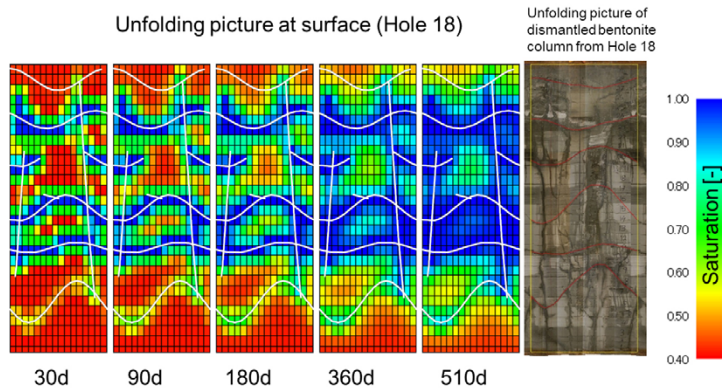 Unfolding picture at surface (Hole 18)
Unfolding picture of
dismantled bentonite
column from Hole 18
1.00
0.90
0.80
0.70
0.60
0.50
0.40
Saturation [-]
30d
90d
180d
360d
510d